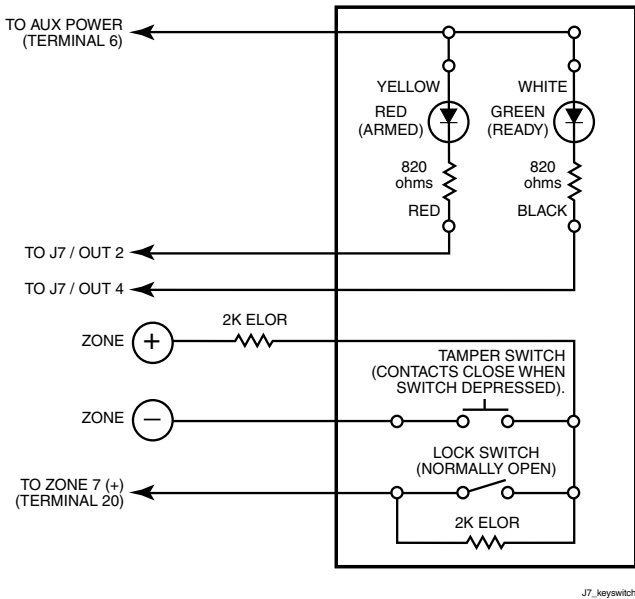 TO AUX POWER
(TERMINAL 6)
YELLOW
WHITE
RED
(ARMED)
GREEN
(READY)
820
ohms
820
ohms
RED
BLACK
TO J7 / OUT 2
TO J7 / OUT 4
2K ELOR
ZONE
+
TAMPER SWITCH
(CONTACTS CLOSE WHEN
SWITCH DEPRESSED).
ZONE
—
LOCK SWITCH
(NORMALLY OPEN)
TO ZONE 7 (+)
(TERMINAL 20)
2K ELOR
J7_keyswitch